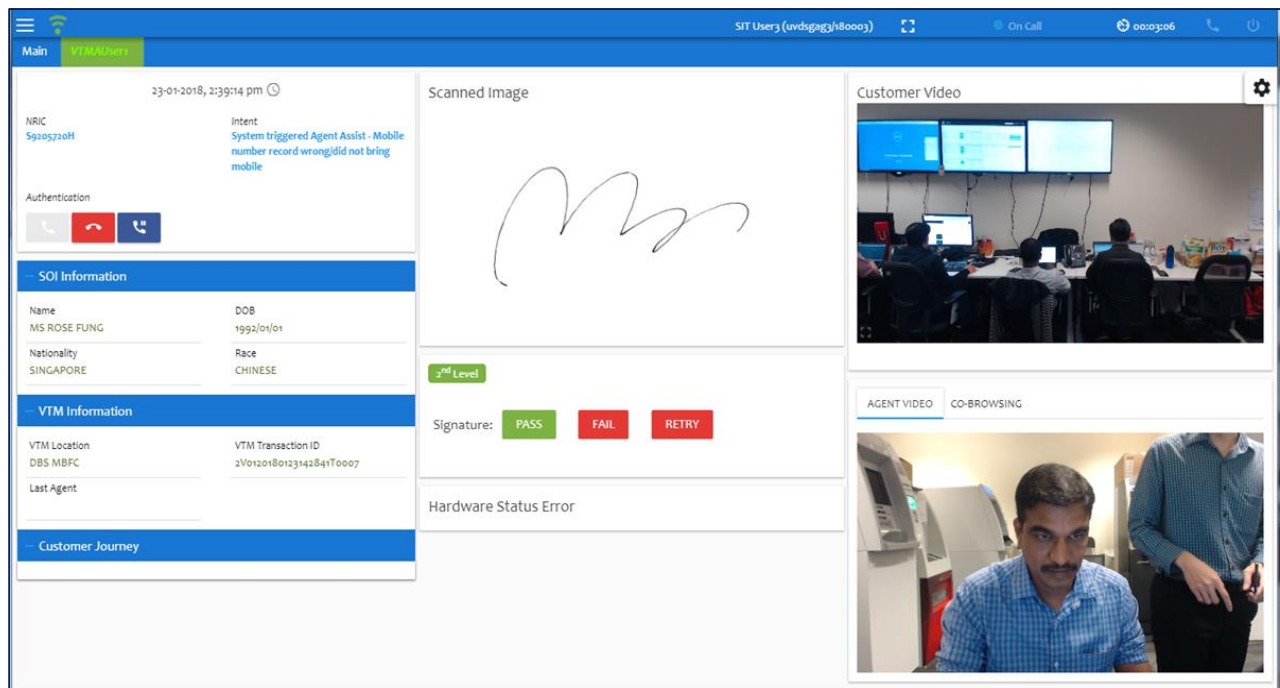 SIT User3 (uvdsgag3/180003)
On Call
00:03:06
Main
VTMAUser1
23-01-2018, 2:39:14 pm
NRIC
S9205720H
Intent
System triggered Agent Assist - Mobile
number record wrong/did not bring
mobile
Authentication
SOI Information
Name
MS ROSE FUNG
DOB
1992/01/01
Nationality
SINGAPORE
Race
CHINESE
VTM Information
VTM Location
DBS MBFC
VTM Transaction ID
2V0120180123142841T0007
Last Agent
Customer Journey
Scanned Image
2nd Level
Signature:
PASS
FAIL
RETRY
Hardware Status Error
Customer Video
AGENT VIDEO
CO-BROWSING